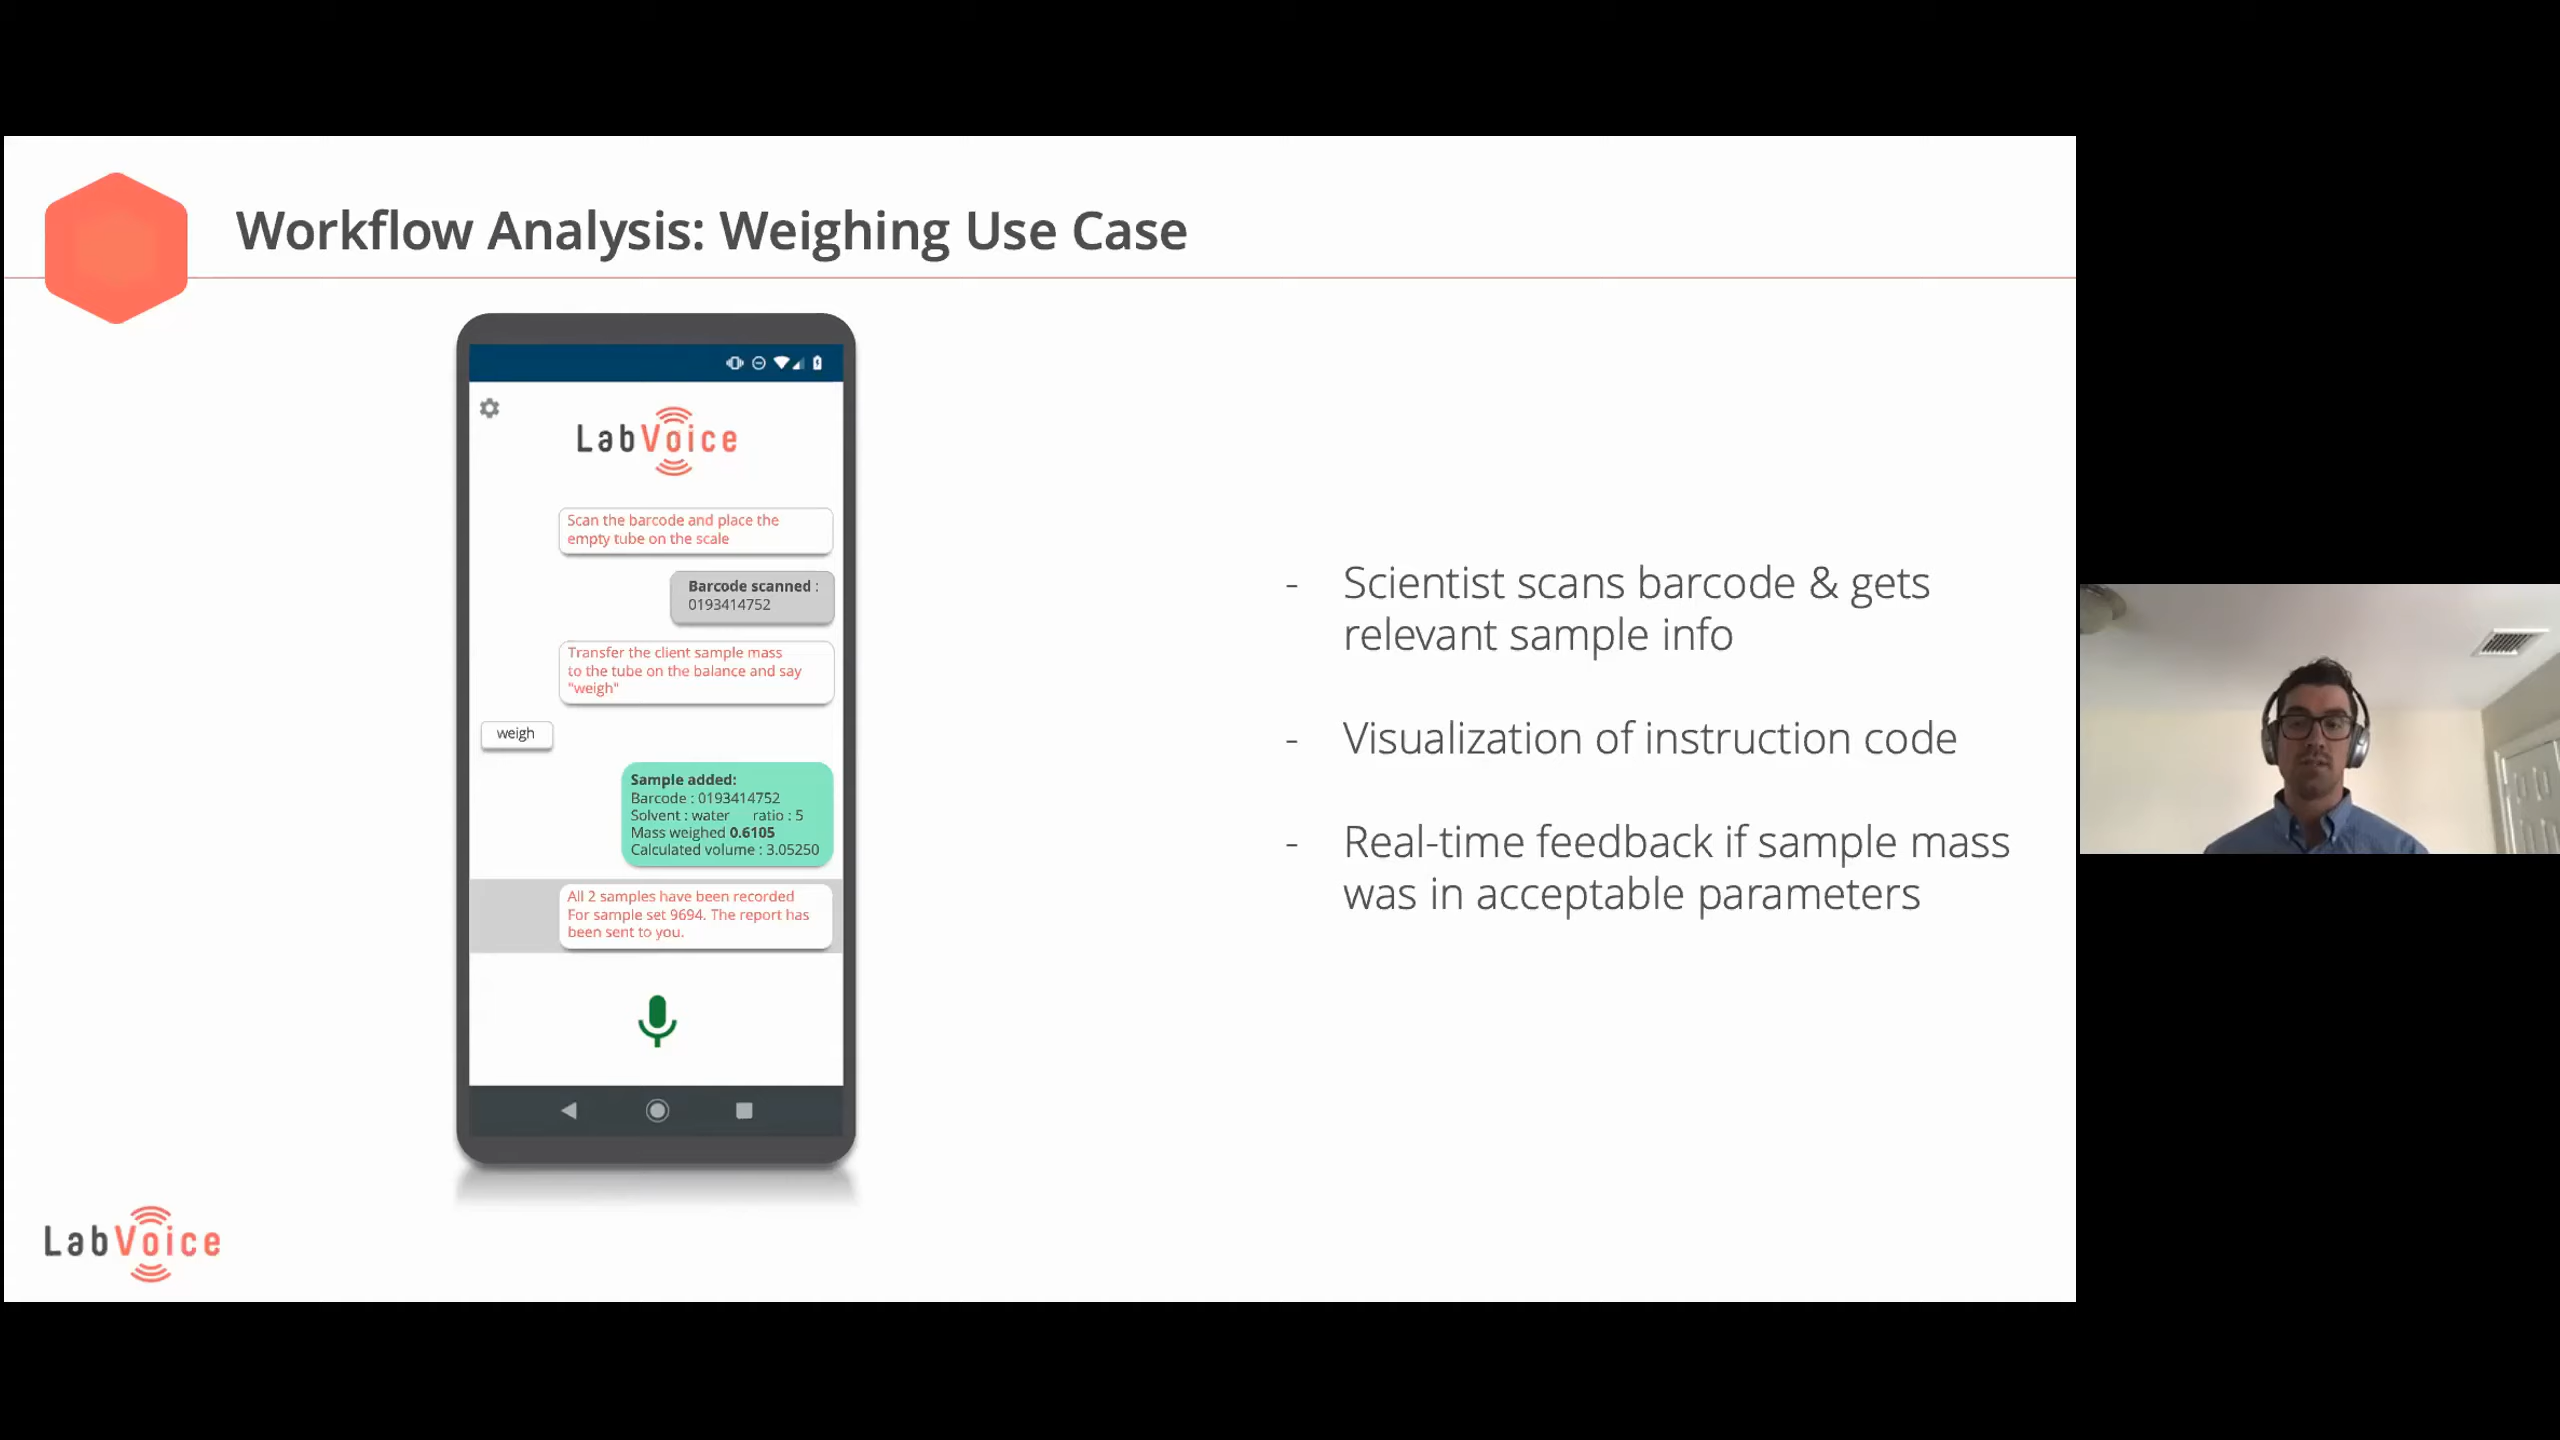 Workflow Analysis: Weighing Use Case
LabVoice
Scan the barcode and place the
empty tube on the scale
Barcode scanned :
0193414752
Transfer the client sample mass
to the tube on the balance and say
"weigh"
weigh
Sample added:
Barcode : 0193414752
Solvent : water ratio : 5
Mass weighed 0.6105
Calculated volume : 3.05250
All 2 samples have been recorded
For sample set 9694. The report has
been sent to you.
- Scientist scans barcode & gets
relevant sample info
- Visualization of instruction code
- Real-time feedback if sample mass
was in acceptable parameters
LabVoice